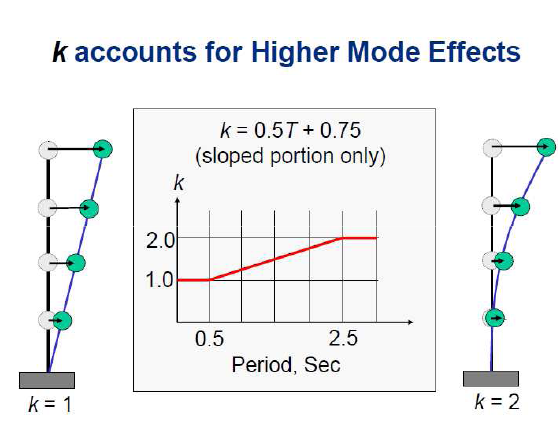 k accounts for Higher Mode Effects
k = 0.5T + 0.75
(sloped portion only)
k
2.0
1.0
0.5 2.5
Period, Sec
k = 1
k = 2